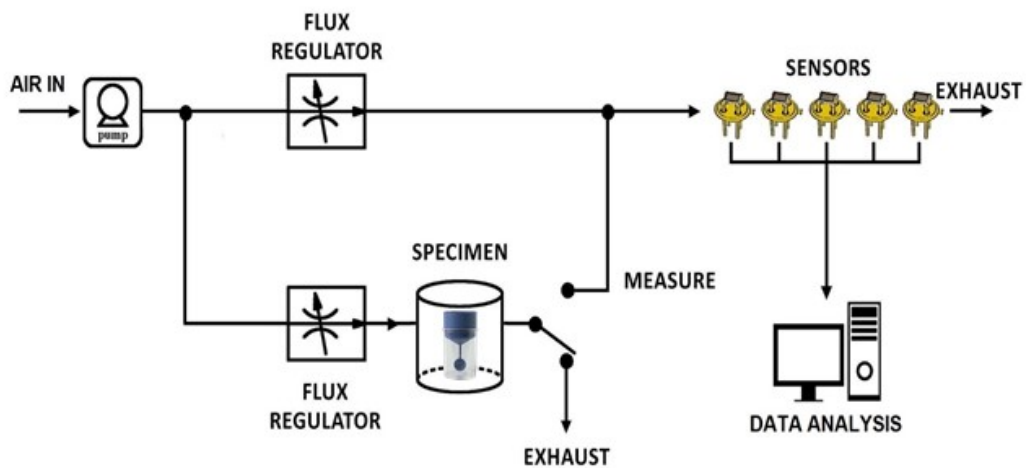 FLUX
REGULATOR
AIR IN
pump
SENSORS
EXHAUST
SPECIMEN
MEASURE
FLUX
REGULATOR
EXHAUST
DATA ANALYSIS